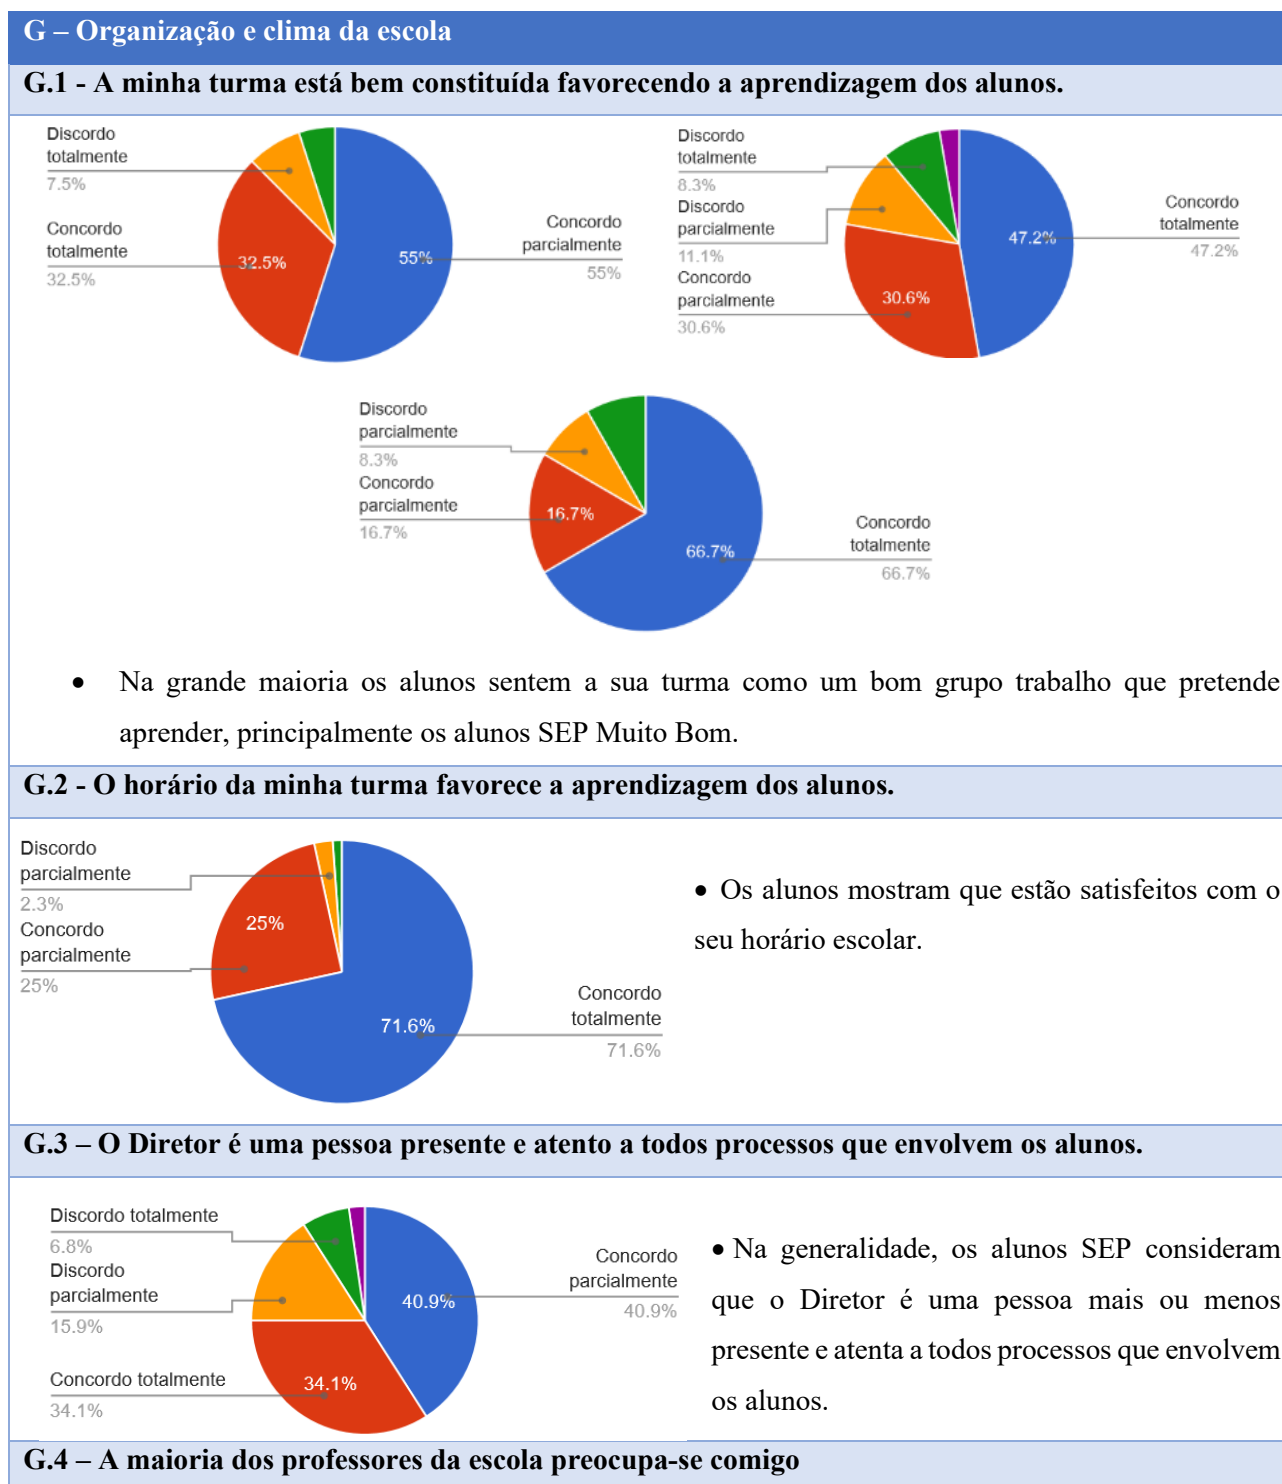 G – Organização e clima da escola
G.1 - A minha turma está bem constituída favorecendo a aprendizagem dos alunos.
Discordo
totalmente
7.5%
Concordo
totalmente
32.5%
32.5%
55%
Concordo
parcialmente
55%
Discordo
totalmente
8.3%
Discordo
parcialmente
11.1%
Concordo
parcialmente
30.6%
30.6%
47.2%
Concordo
totalmente
47.2%
Discordo
parcialmente
8.3%
Concordo
parcialmente
16.7%
16.7%
66.7%
Concordo
totalmente
66.7%
• Na grande maioria os alunos sentem a sua turma como um bom grupo trabalho que pretende
aprender, principalmente os alunos SEP Muito Bom.
G.2 - O horário da minha turma favorece a aprendizagem dos alunos.
Discordo
parcialmente
2.3%
Concordo
parcialmente
25%
25%
71.6%
Concordo
totalmente
71.6%
• Os alunos mostram que estão satisfeitos com o
seu horário escolar.
G.3 – O Diretor é uma pessoa presente e atento a todos processos que envolvem os alunos.
Discordo totalmente
6.8%
Discordo
parcialmente
15.9%
Concordo totalmente
34.1%
34.1%
40.9%
Concordo
parcialmente
40.9%
• Na generalidade, os alunos SEP consideram
que o Diretor é uma pessoa mais ou menos
presente e atenta a todos processos que envolvem
os alunos.
G.4 – A maioria dos professores da escola preocupa-se comigo